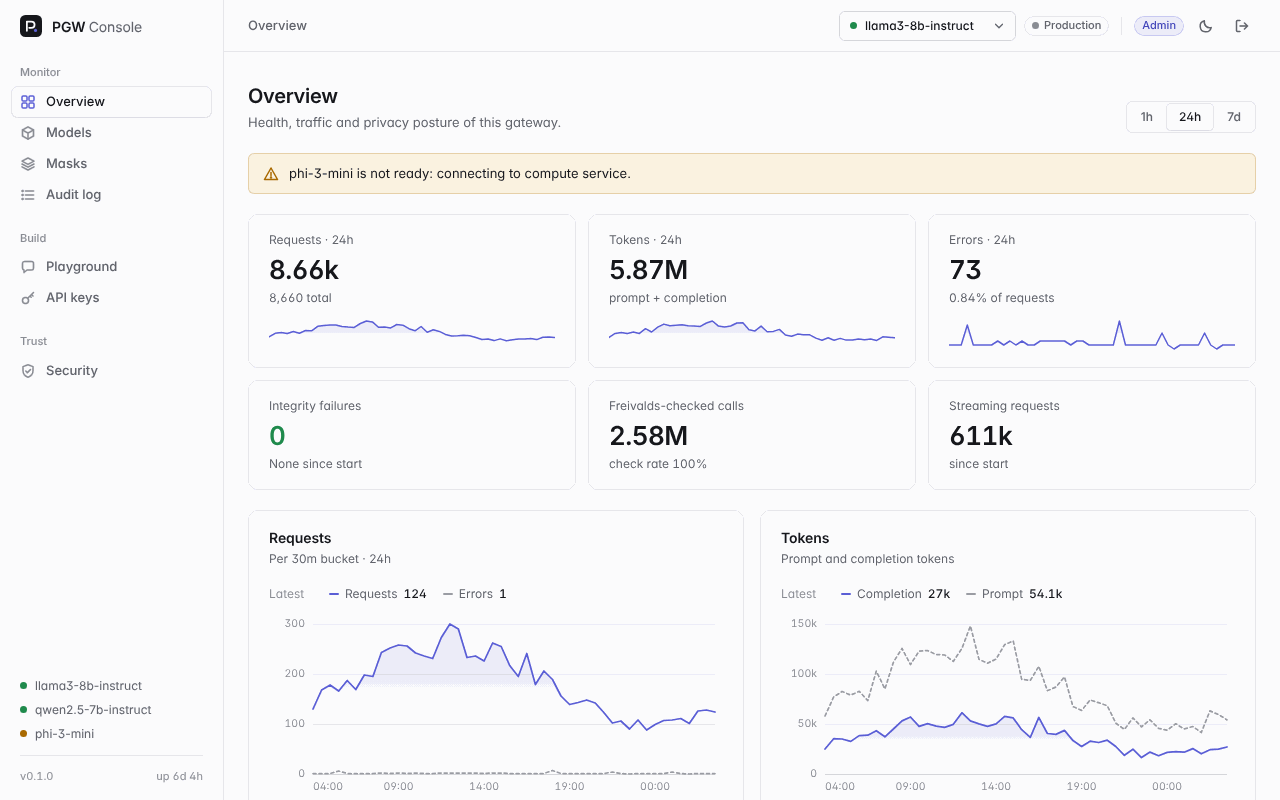 PGW Console
Overview
llama3-8b-instruct
Production
Admin
Monitor
Overview
Models
Masks
Audit log
Build
Playground
API keys
Trust
Security
llama3-8b-instruct
qwen2.5-7b-instruct
phi-3-mini
v0.1.0 up 6d 4h
Overview
Health, traffic and privacy posture of this gateway.
1h 24h 7d
phi-3-mini is not ready: connecting to compute service.
Requests · 24h
8.66k
8,660 total
Tokens · 24h
5.87M
prompt + completion
Errors · 24h
73
0.84% of requests
Integrity failures
0
None since start
Freivalds-checked calls
2.58M
check rate 100%
Streaming requests
611k
since start
Requests
Per 30m bucket · 24h
Latest Requests 124 Errors 1
300
200
100
0
04:00 09:00 14:00 19:00 00:00
Tokens
Prompt and completion tokens
Latest Completion 27k Prompt 54.1k
150k
100k
50k
0
04:00 09:00 14:00 19:00 00:00